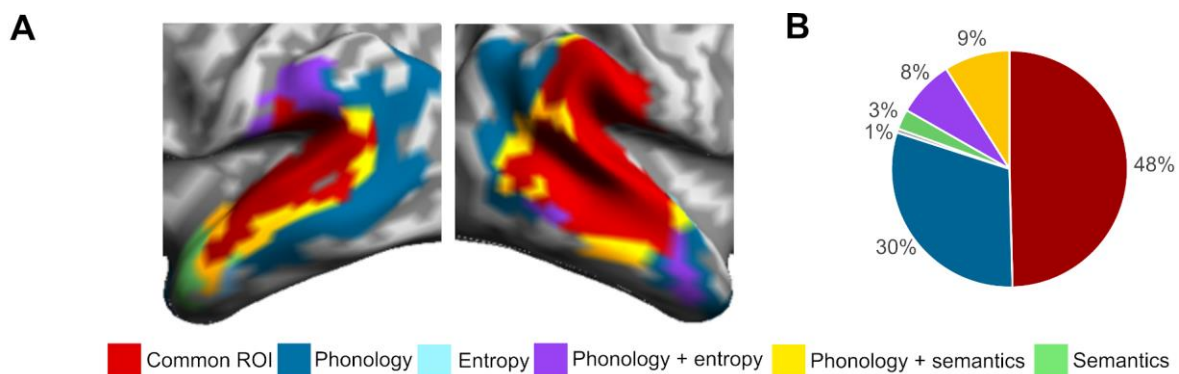 A
B
9%
8%
3%
1%
48%
30%
Common ROI Phonology Entropy Phonology + entropy Phonology + semantics Semantics